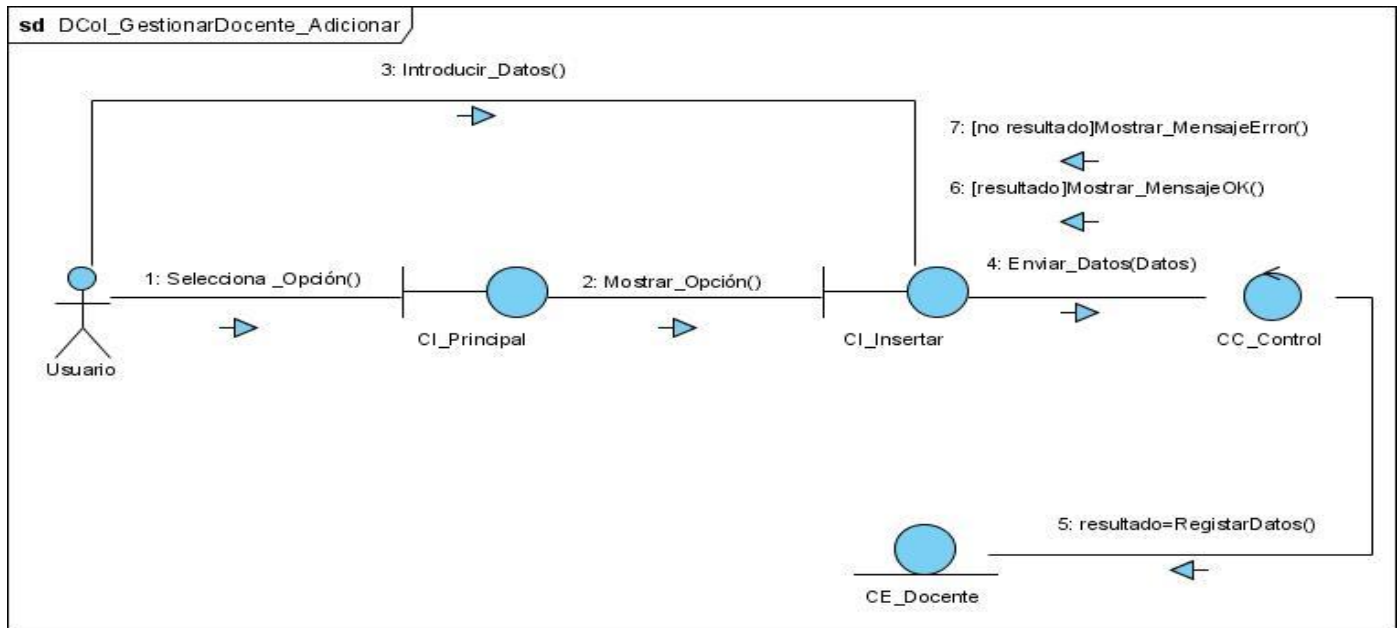 sd DCol_GestionarDocente_Adicionar
3: Introducir_Datos()
7: [no resultado]Mostrar_MensajeError()
6: [resultado]Mostrar_MensajeOK()
1: Selecciona _Opción()
2: Mostrar_Opción()
4: Enviar_Datos(Datos)
CI_Principal
CI_Insertar
CC_Control
Usuario
5: resultado=RegistarDatos()
CE_Docente